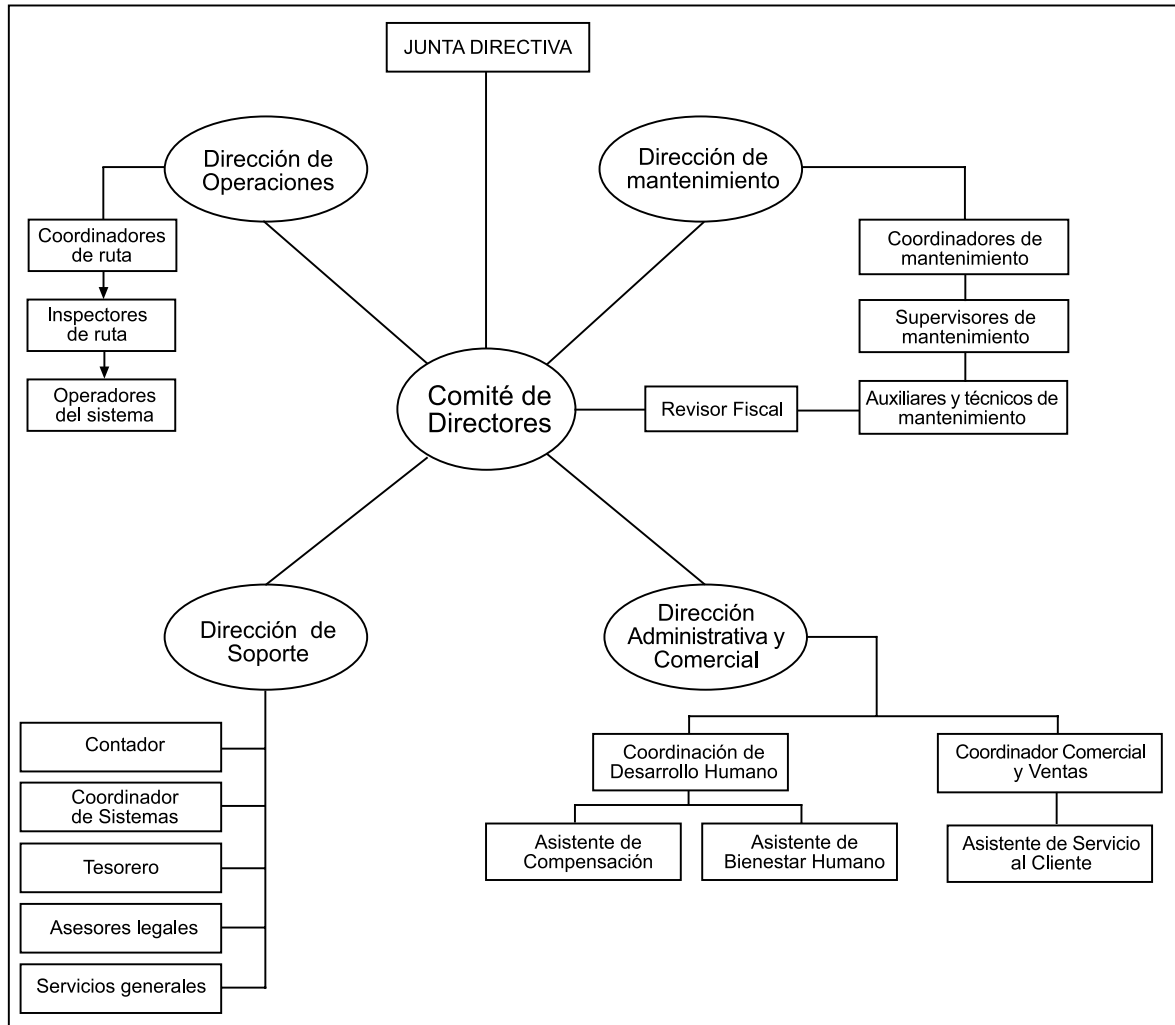 JUNTA DIRECTIVA
Dirección de
Operaciones
Dirección de
mantenimiento
Coordinadores
de ruta
Inspectores
de ruta
Operadores
del sistema
Coordinadores de
mantenimiento
Supervisores de
mantenimiento
Auxiliares y técnicos de
mantenimiento
Comité de
Directores
Revisor Fiscal
Dirección de
Soporte
Dirección
Administrativa y
Comercial
Contador
Coordinador
de Sistemas
Tesorero
Asesores legales
Servicios generales
Coordinación de
Desarrollo Humano
Coordinador Comercial
y Ventas
Asistente de
Compensación
Asistente de
Bienestar Humano
Asistente de Servicio
al Cliente